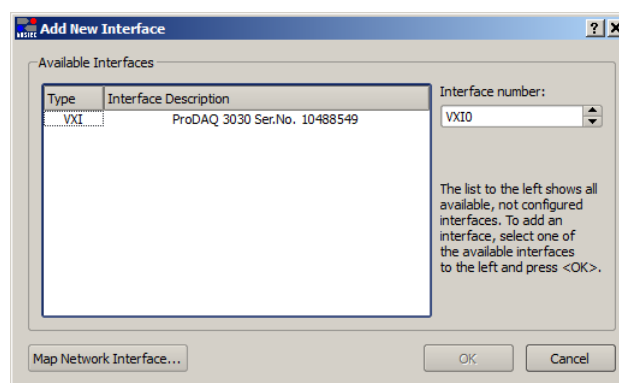 Add New Interface
Available Interfaces
Type Interface Description
VXI ProDAQ 3030 Ser.No. 10488549
Interface number:
VXI0
The list to the left shows all
available, not configured
interfaces. To add an
interface, select one of
the available interfaces
to the left and press <OK>.
Map Network Interface...
OK
Cancel